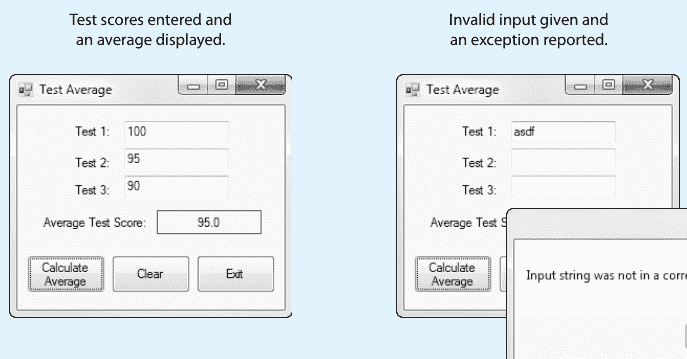 Test scores entered and
an average displayed.
Test Average
Test 1: 100
Test 2: 95
Test 3: 90
Average Test Score: 95.0
Calculate
Average
Clear
Exit
Invalid input given and
an exception reported.
Test Average
Test 1: asdf
Test 2:
Test 3:
Average Test
Calculate
Average
Input string was not in a